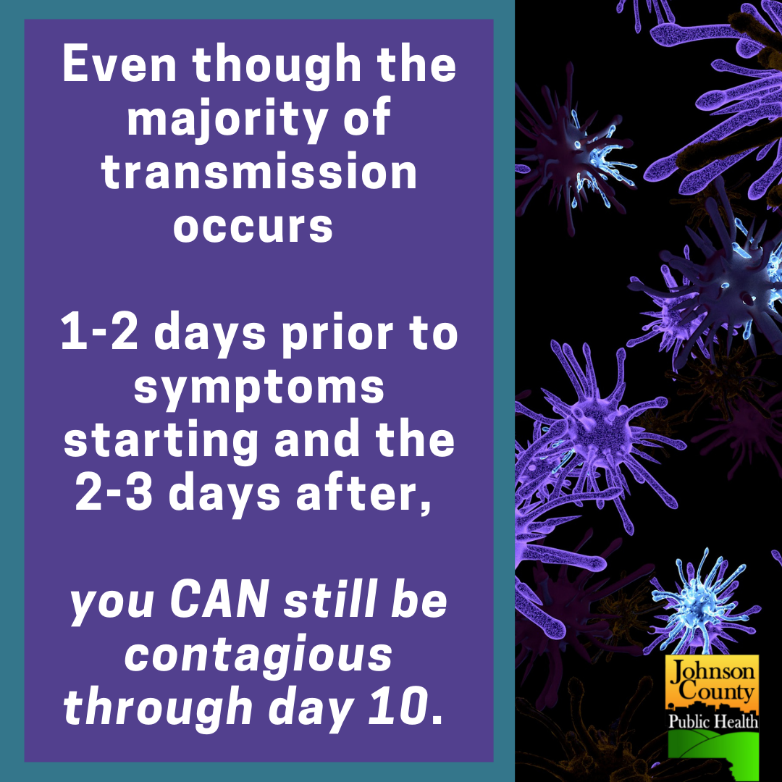 Even though the
majority of
transmission
occurs
1-2 days prior to
symptoms
starting and the
2-3 days after,
you CAN still be
contagious
through day 10.
Johnson
County
Public Health